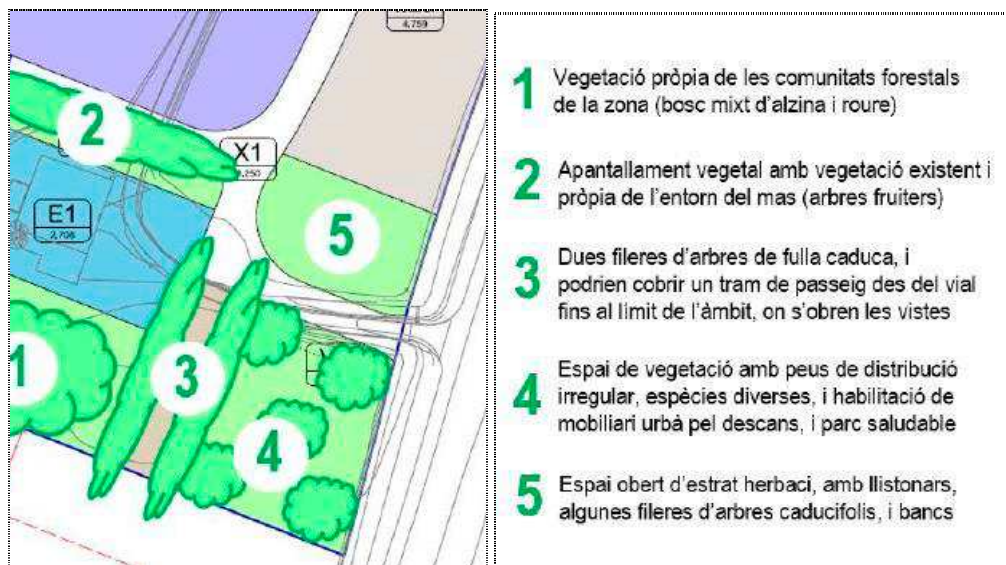 4,759
2
X1
E1
2,708
5
1
3
4
1 Vegetació pròpia de les comunitats forestals
de la zona (bosc mixt d'alzina i roure)
2 Apantallament vegetal amb vegetació existent i
pròpia de l'entorn del mas (arbres fruiters)
3 Dues fileres d'arbres de fulla caduca, i
podrien cobrir un tram de passeig des del vial
fins al límit de l'àmbit, on s'obren les vistes
4 Espai de vegetació amb peus de distribució
irregular, espècies diverses, i habilitació de
mobiliari urbà pel descans, i parc saludable
5 Espai obert d'estrat herbaci, amb llistonars,
algunes fileres d'arbres caducifolis, i bancs